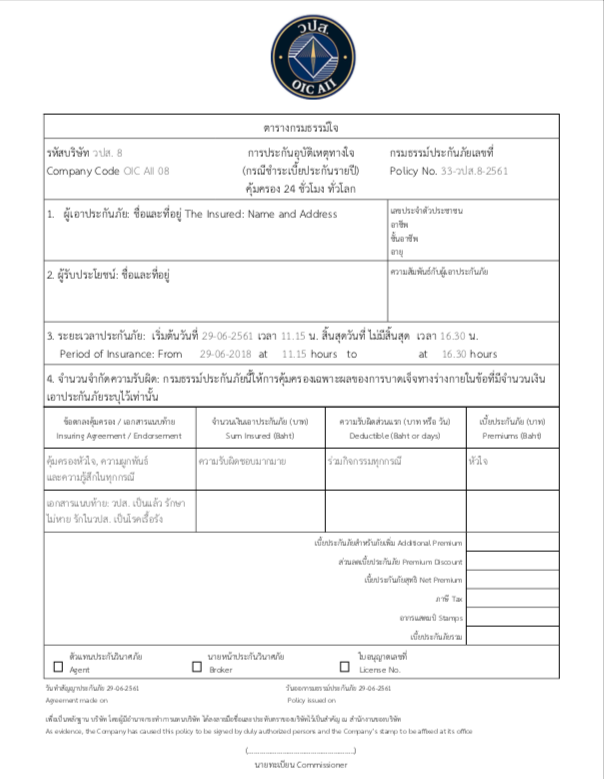 วปส.
OIC AII
ตารางกรมธรรม์ใจ
รหัสบริษัท วปส. 8
Company Code OIC AII 08
การประกันอุบัติเหตุทางใจ
(กรณีชำระเบี้ยประกันรายปี)
คุ้มครอง 24 ชั่วโมง ทั่วโลก
กรมธรรม์ประกันภัยเลขที่
Policy No. 33-วปส.8-2561
1. ผู้เอาประกันภัย: ชื่อและที่อยู่ The Insured: Name and Address
เลขประจำตัวประชาชน
อาชีพ
ชั้นอาชีพ
อายุ
2. ผู้รับประโยชน์: ชื่อและที่อยู่
ความสัมพันธ์กับผู้เอาประกันภัย
3. ระยะเวลาประกันภัย: เริ่มต้นวันที่ 29-06-2561 เวลา 11.15 น. สิ้นสุดวันที่ ไม่มีสิ้นสุด เวลา 16.30 น.
Period of Insurance: From 29-06-2018 at 11.15 hours to at 16.30 hours
4. จำนวนจำกัดความรับผิด: กรมธรรม์ประกันภัยนี้ให้การคุ้มครองเฉพาะผลของการบาดเจ็บทางร่างกายในข้อที่มีจำนวนเงิน
เอาประกันภัยระบุไว้เท่านั้น
ข้อตกลงคุ้มครอง / เอกสารแนบท้าย
Insuring Agreement / Endorsement
จำนวนเงินเอาประกันภัย (บาท)
Sum Insured (Baht)
ความรับผิดส่วนแรก (บาท หรือ วัน)
Deductible (Baht or days)
เบี้ยประกันภัย (บาท)
Premiums (Baht)
คุ้มครองหัวใจ, ความผูกพันธ์
และความรู้สึกในทุกกรณี
ความรับผิดชอบมากมาย
ร่วมกิจกรรมทุกกรณี
หัวใจ
เอกสารแนบท้าย: วปส. เป็นแล้ว รักษา
ไม่หาย รักในวปส. เป็นโรคเรื้อรัง
เบี้ยประกันภัยสำหรับภัยเพิ่ม Additional Premium
ส่วนลดเบี้ยประกันภัย Premium Discount
เบี้ยประกันภัยสุทธิ Net Premium
ภาษี Tax
อากรแสตมป์ Stamps
เบี้ยประกันภัยรวม
ตัวแทนประกันวินาศภัย
Agent
นายหน้าประกันวินาศภัย
Broker
ใบอนุญาตเลขที่
License No.
วันทำสัญญาประกันภัย 29-06-2561
Agreement made on
วันออกกรมธรรม์ประกันภัย 29-06-2561
Policy issued on
เพื่อเป็นหลักฐาน บริษัท โดยผู้มีอำนาจกระทำการแทนบริษัท ได้ลงลายมือชื่อและประทับตราของบริษัทไว้เป็นสำคัญ ณ สำนักงานของบริษัท
As evidence, the Company has caused this policy to be signed by duly authorized persons and the Company's stamp to be affixed at its office
(......................................................)
นายทะเบียน Commissioner